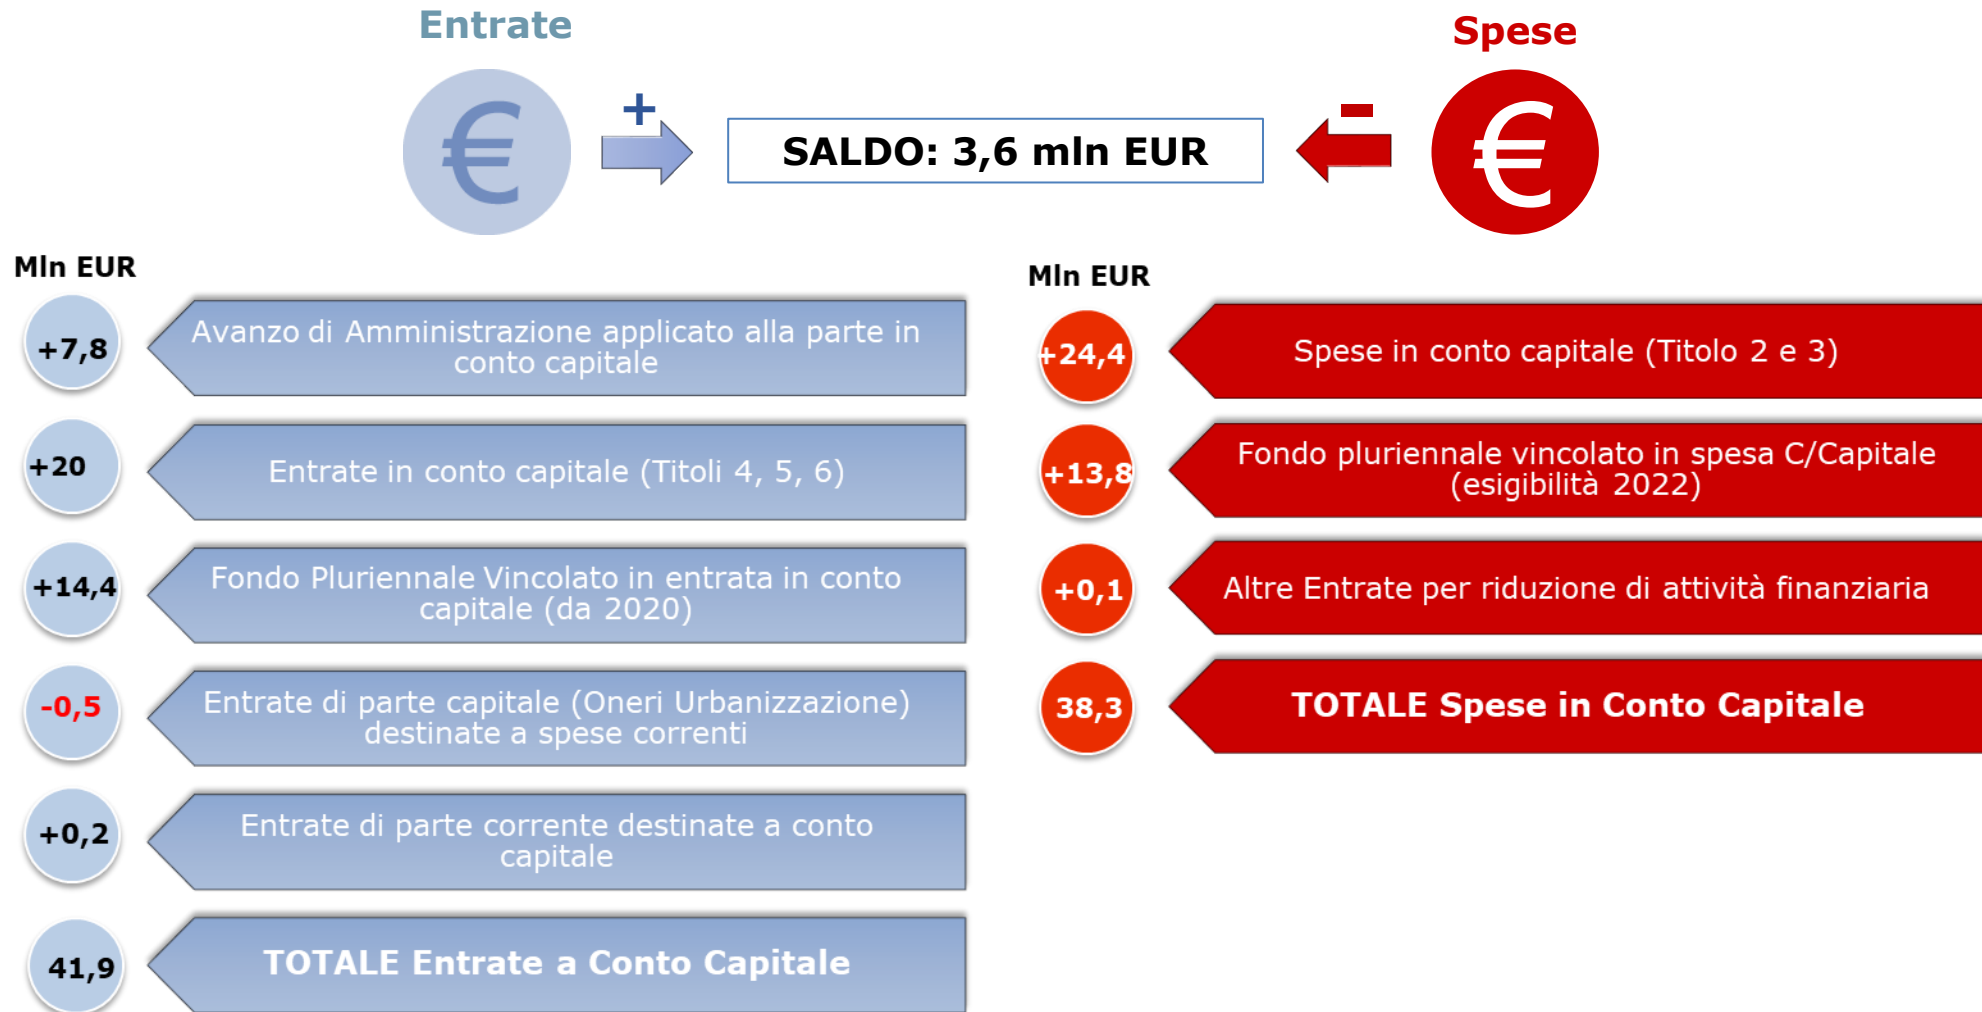 Entrate
Spese
€
+
SALDO: 3,6 mln EUR
-
€
Mln EUR
+7,8
Avanzo di Amministrazione applicato alla parte in
conto capitale
+20
Entrate in conto capitale (Titoli 4, 5, 6)
+14,4
Fondo Pluriennale Vincolato in entrata in conto
capitale (da 2020)
-0,5
Entrate di parte capitale (Oneri Urbanizzazione)
destinate a spese correnti
+0,2
Entrate di parte corrente destinate a conto
capitale
41,9
TOTALE Entrate a Conto Capitale
Mln EUR
+24,4
Spese in conto capitale (Titolo 2 e 3)
+13,8
Fondo pluriennale vincolato in spesa C/Capitale
(esigibilità 2022)
+0,1
Altre Entrate per riduzione di attività finanziaria
38,3
TOTALE Spese in Conto Capitale